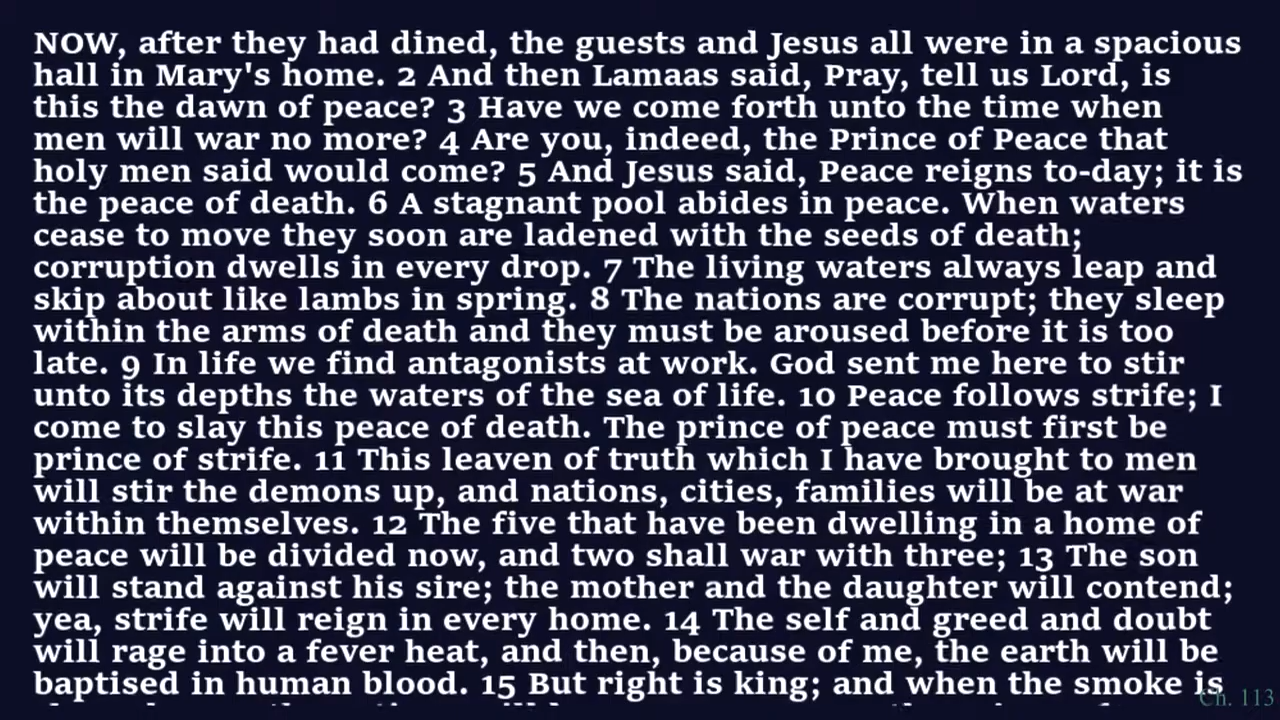 NOW, after they had dined, the guests and Jesus all were in a spacious
hall in Mary's home. 2 And then Lamaas said, Pray, tell us Lord, is
this the dawn of peace? 3 Have we come forth unto the time when
men will war no more? 4 Are you, indeed, the Prince of Peace that
holy men said would come? 5 And Jesus said, Peace reigns to-day; it is
the peace of death. 6 A stagnant pool abides in peace. When waters
cease to move they soon are ladened with the seeds of death;
corruption dwells in every drop. 7 The living waters always leap and
skip about like lambs in spring. 8 The nations are corrupt; they sleep
within the arms of death and they must be aroused before it is too
late. 9 In life we find antagonists at work. God sent me here to stir
unto its depths the waters of the sea of life. 10 Peace follows strife; I
come to slay this peace of death. The prince of peace must first be
prince of strife. 11 This leaven of truth which I have brought to men
will stir the demons up, and nations, cities, families will be at war
within themselves. 12 The five that have been dwelling in a home of
peace will be divided now, and two shall war with three; 13 The son
will stand against his sire; the mother and the daughter will contend;
yea, strife will reign in every home. 14 The self and greed and doubt
will rage into a fever heat, and then, because of me, the earth will be
baptised in human blood. 15 But right is king; and when the smoke is
Ch. 113